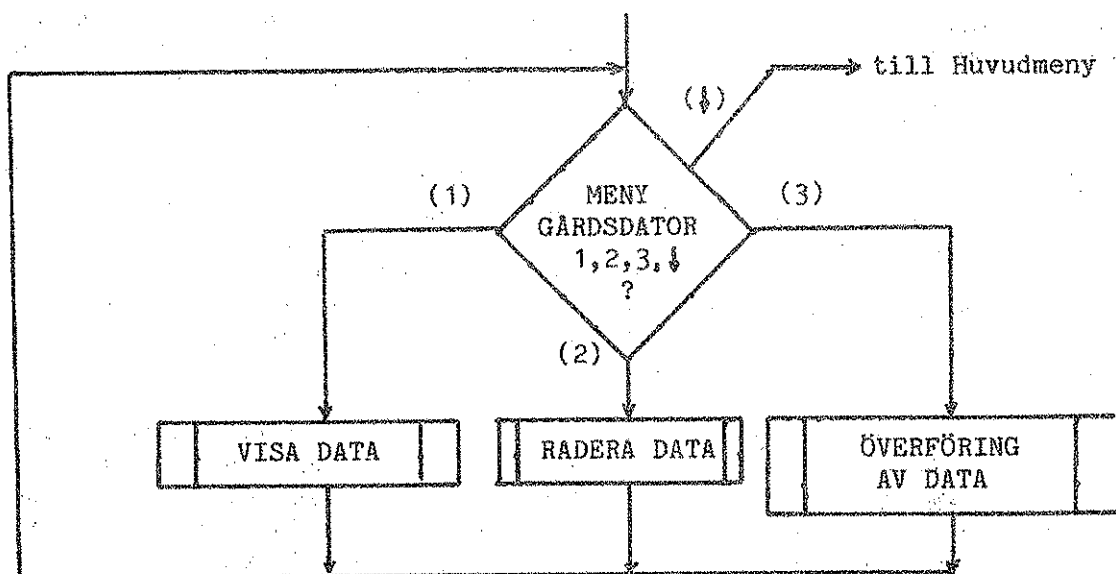 till Huvudmeny
(↓)
(1)
MENY
GÅRDSDATOR
1,2,3,↓
?
(3)
(2)
VISA DATA
RADERA DATA
ÖVERFÖRING
AV DATA